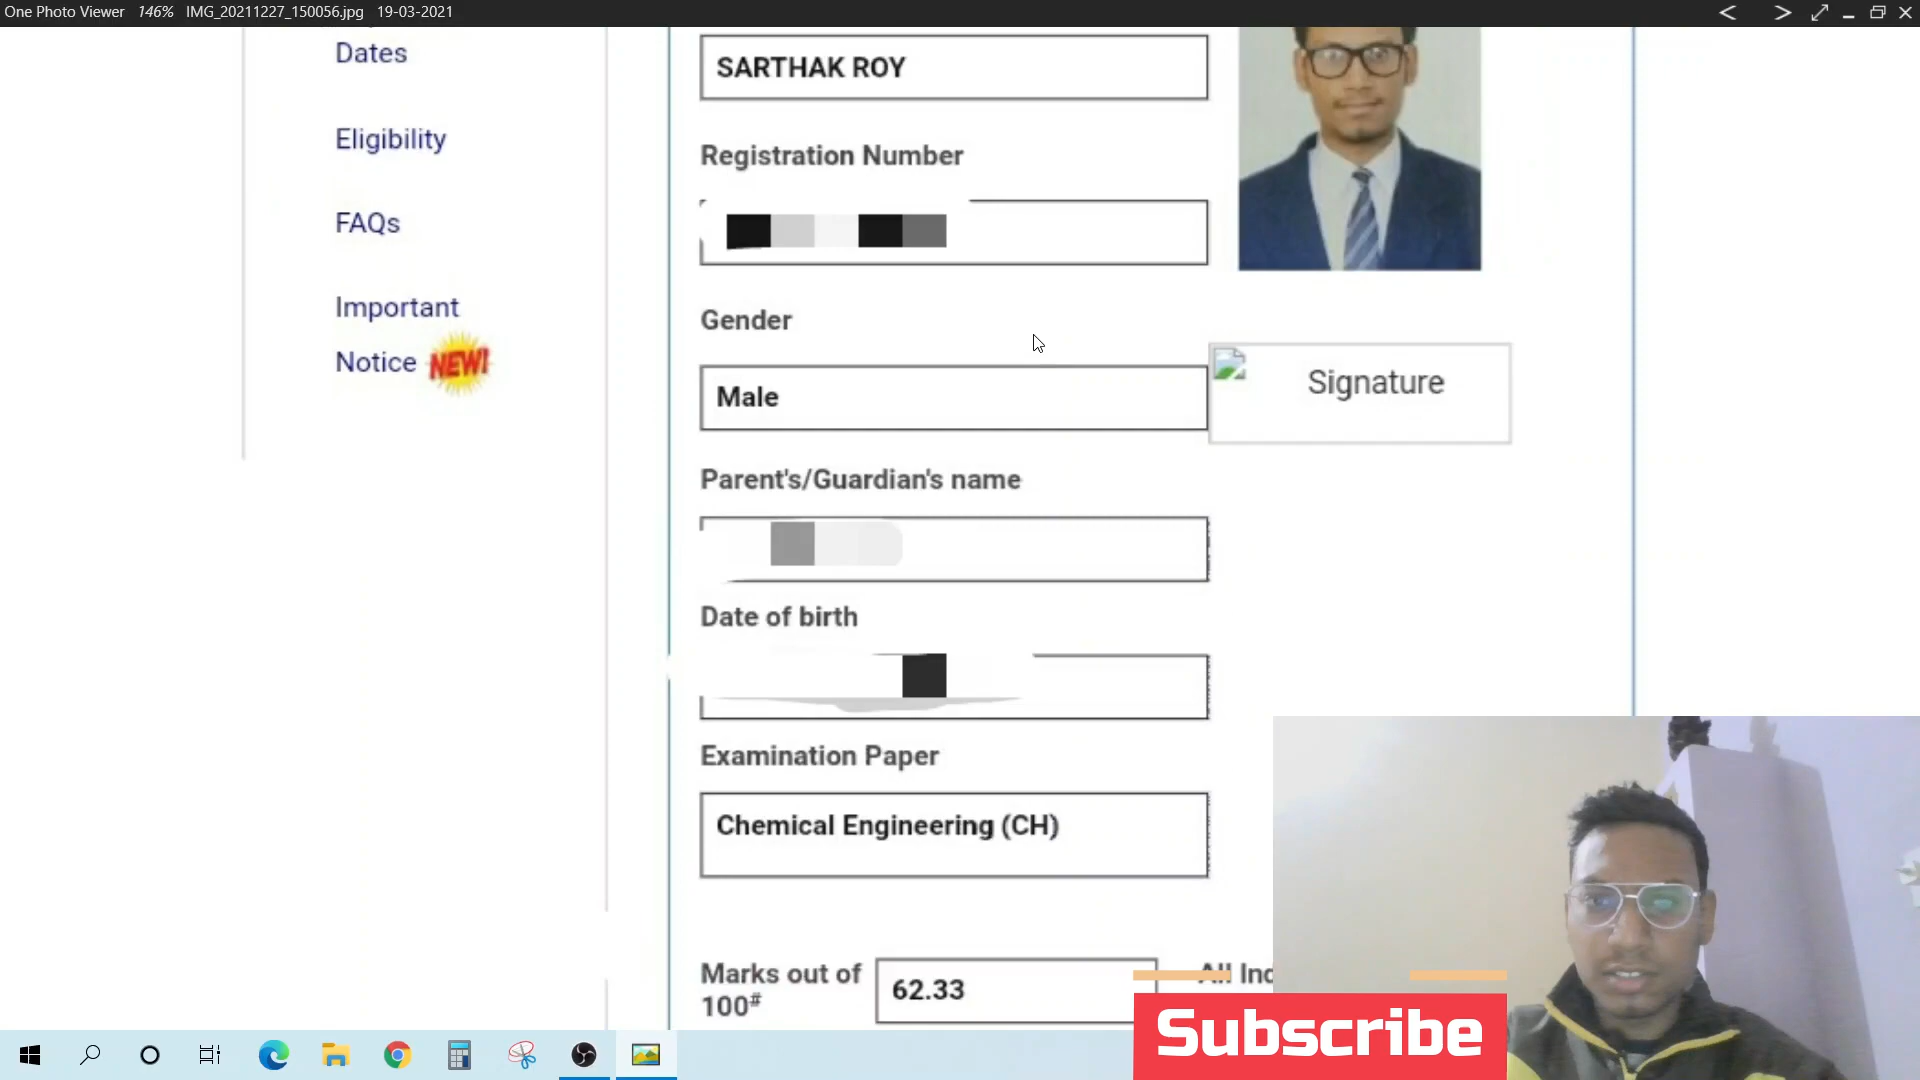 One Photo Viewer 146% IMG_20211227_150056.jpg 19-03-2021
Dates
Eligibility
FAQs
Important
Notice NEW!
SARTHAK ROY
Registration Number
Gender
Male
Signature
Parent's/Guardian's name
Date of birth
Examination Paper
Chemical Engineering (CH)
Marks out of
100#
62.33
All Ind
Subscribe